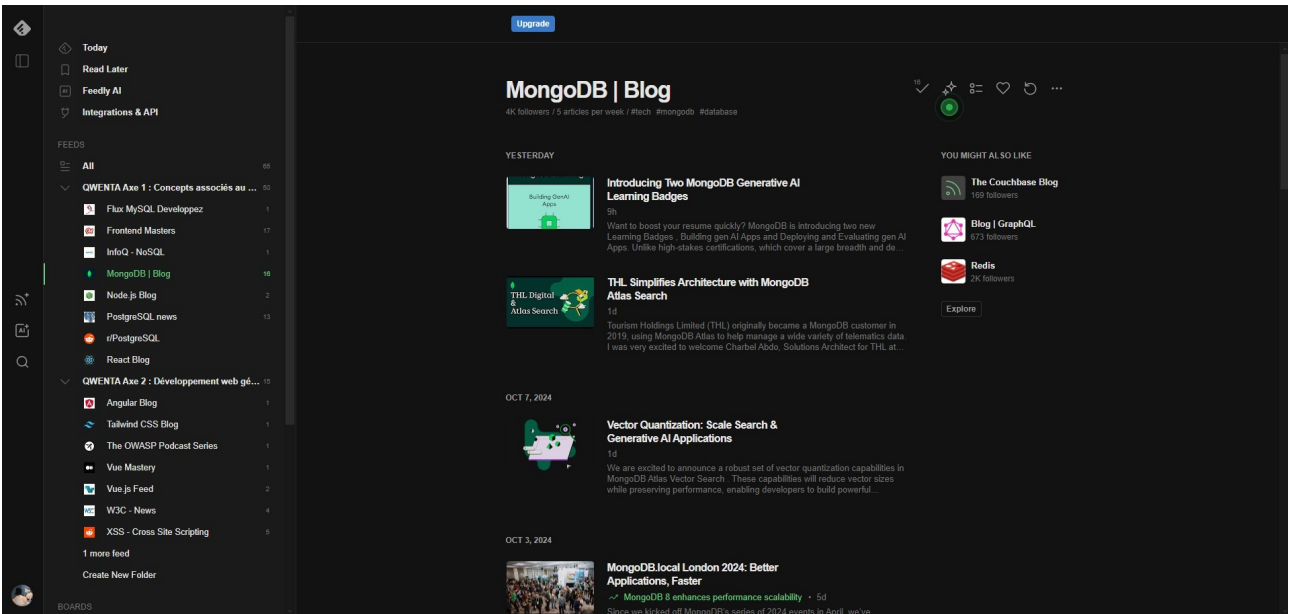 Upgrade
Today
Read Later
Feedly AI
Integrations & API
FEEDS
All 66
QWENTA Axe 1 : Concepts associés au ... 50
Flux MySQL Developpez 1
Frontend Masters 17
InfoQ - NoSQL 1
MongoDB | Blog 16
Node.js Blog 2
PostgreSQL news 13
r/PostgreSQL
React Blog
QWENTA Axe 2 : Développement web gé... 15
Angular Blog 1
Tailwind CSS Blog 1
The OWASP Podcast Series 1
Vue Mastery 1
Vue.js Feed 2
W3C - News 4
XSS - Cross Site Scripting 5
1 more feed
Create New Folder
BOARDS
MongoDB | Blog
16
4K followers / 5 articles per week / #tech #mongodb #database
YESTERDAY
Building GenAI
Apps
Introducing Two MongoDB Generative AI
Learning Badges
9h
Want to boost your resume quickly? MongoDB is introducing two new
Learning Badges , Building gen AI Apps and Deploying and Evaluating gen AI
Apps. Unlike high-stakes certifications, which cover a large breadth and de...
THL Digital
&
Atlas Search
THL Simplifies Architecture with MongoDB
Atlas Search
1d
Tourism Holdings Limited (THL) originally became a MongoDB customer in
2019, using MongoDB Atlas to help manage a wide variety of telematics data.
I was very excited to welcome Charbel Abdo, Solutions Architect for THL at...
OCT 7, 2024
Vector Quantization: Scale Search &
Generative AI Applications
1d
We are excited to announce a robust set of vector quantization capabilities in
MongoDB Atlas Vector Search . These capabilities will reduce vector sizes
while preserving performance, enabling developers to build powerful...
OCT 3, 2024
MongoDB.local London 2024: Better
Applications, Faster
MongoDB 8 enhances performance scalability • 5d
Since we kicked off MongoDB's series of 2024 events in April, we've
YOU MIGHT ALSO LIKE
The Couchbase Blog
169 followers
Blog | GraphQL
673 followers
Redis
2K followers
Explore